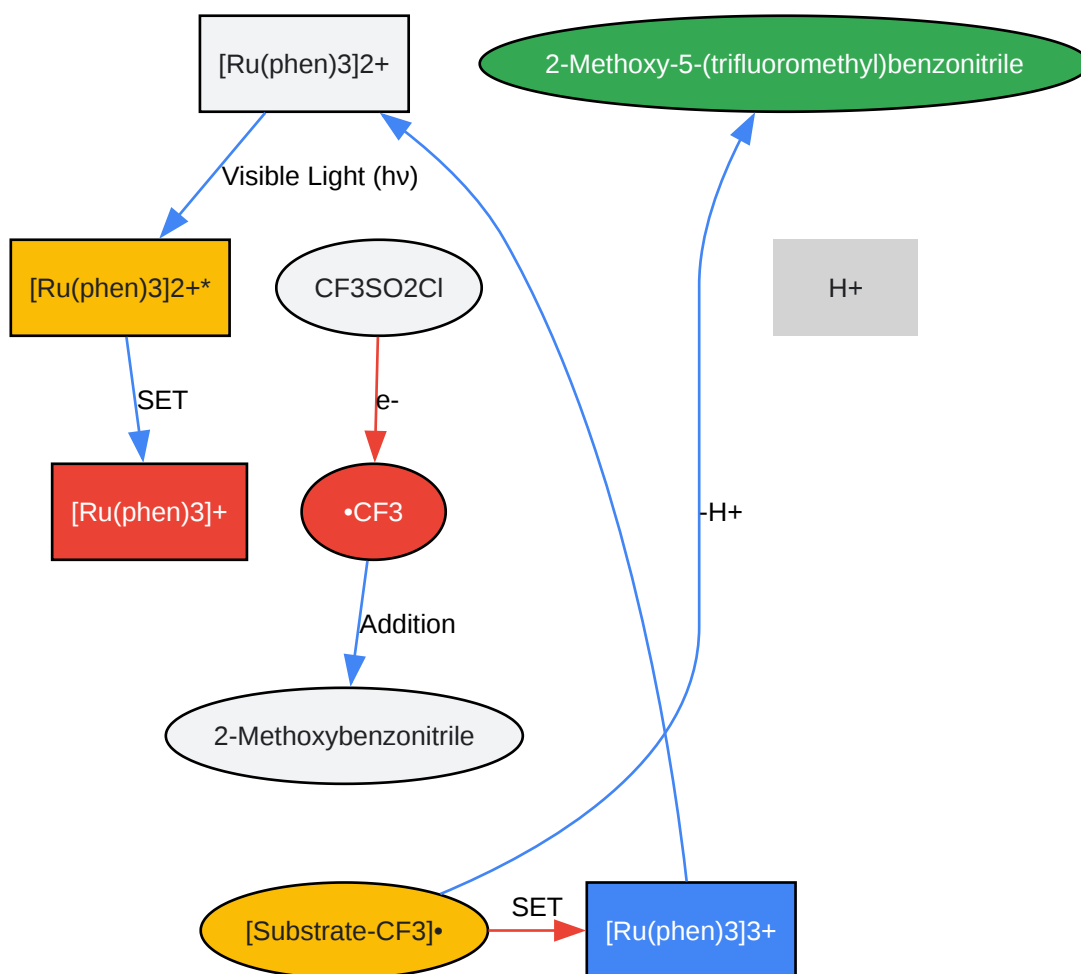 [Ru(phen)3]2+
2-Methoxy-5-(trifluoromethyl)benzonitrile
Visible Light (hν)
[Ru(phen)3]2+*
CF3SO2Cl
H+
SET
e-
[Ru(phen)3]+
•CF3
-H+
Addition
2-Methoxybenzonitrile
[Substrate-CF3]•
SET
[Ru(phen)3]3+